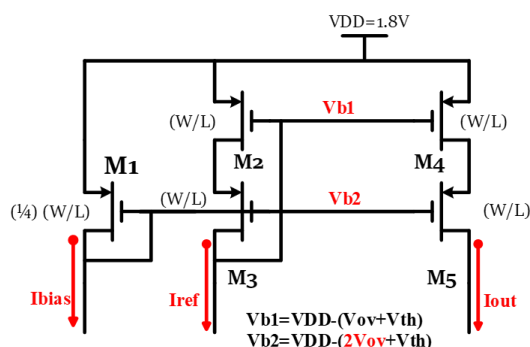 VDD=1.8V
Vb1
(W/L)
(W/L)
M2
M4
M1
(¼) (W/L)
(W/L)
Vb2
(W/L)
M3
M5
Ibias
Iref
Iout
Vb1=VDD-(Vov+Vth)
Vb2=VDD-(2Vov+Vth)